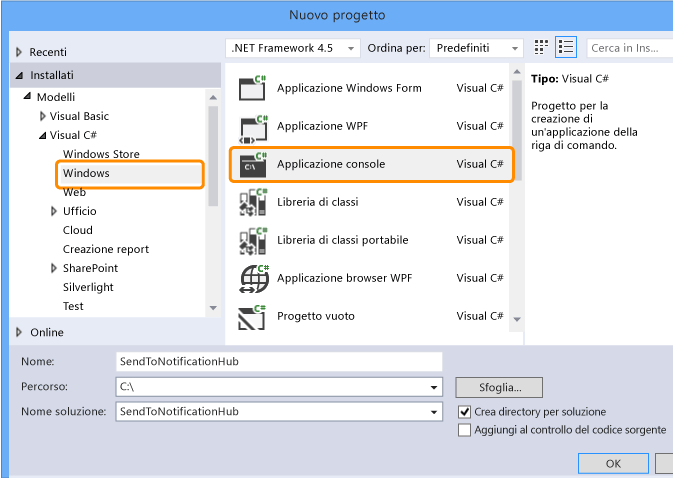 Nuovo progetto
Recenti
Installati
Modelli
Visual Basic
Visual C#
Windows Store
Windows
Web
Ufficio
Cloud
Creazione report
SharePoint
Silverlight
Test
Online
.NET Framework 4.5 Ordina per: Predefiniti Cerca in Ins...
C# Applicazione Windows Form Visual C#
C# Applicazione WPF Visual C#
C# C:\ Applicazione console Visual C#
C# Libreria di classi Visual C#
C# Libreria di classi portabile Visual C#
C# Applicazione browser WPF Visual C#
C# Progetto vuoto Visual C#
Tipo: Visual C#
Progetto per la
creazione di
un'applicazione della
riga di comando.
Nome: SendToNotificationHub
Percorso: C:\ Sfoglia...
Nome soluzione: SendToNotificationHub
Crea directory per soluzione
Aggiungi al controllo del codice sorgente
OK